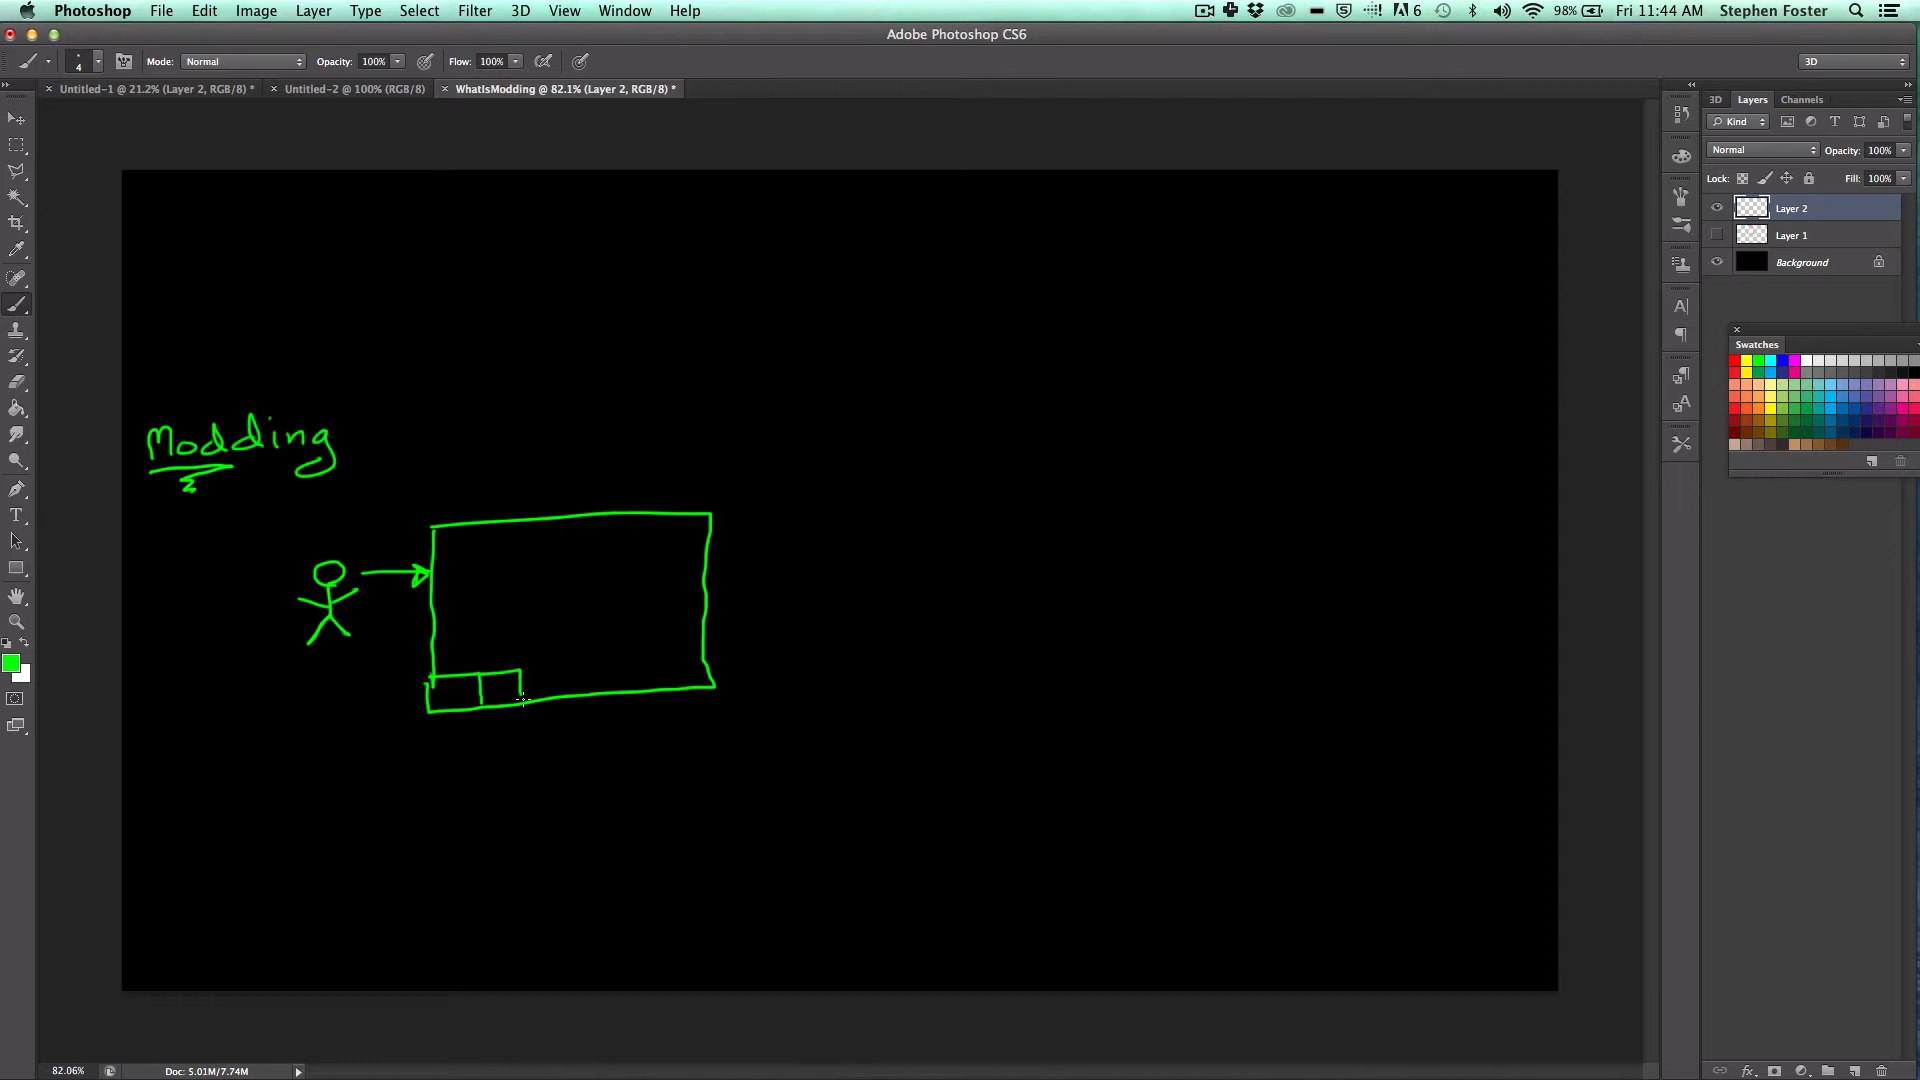 Photoshop File Edit Image Layer Type Select Filter 3D View Window Help 6 98% Fri 11:44 AM Stephen Foster
Adobe Photoshop CS6
4 Mode: Normal Opacity: 100% Flow: 100% 3D
Untitled-1 @ 21.2% (Layer 2, RGB/8) * Untitled-2 @ 100% (RGB/8) WhatIsModding @ 82.1% (Layer 2, RGB/8) *
3D Layers Channels
Kind
Normal Opacity: 100%
Lock: Fill: 100%
Layer 2
Layer 1
Background
Swatches
Modding
82.06% Doc: 5.01M/7.74M